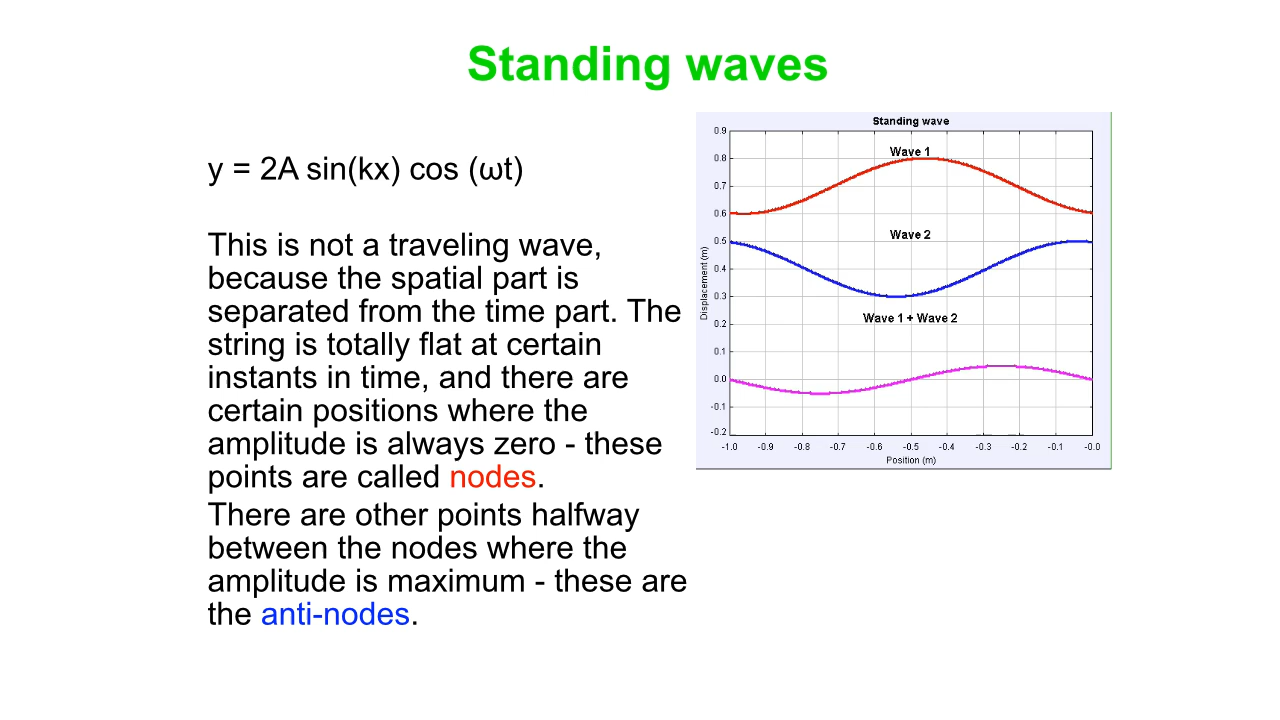 Standing waves
y = 2A sin(kx) cos (ωt)
This is not a traveling wave,
because the spatial part is
separated from the time part. The
string is totally flat at certain
instants in time, and there are
certain positions where the
amplitude is always zero - these
points are called nodes.
There are other points halfway
between the nodes where the
amplitude is maximum - these are
the anti-nodes.
Standing wave
0.9
0.8
0.7
0.6
0.5
0.4
0.3
0.2
0.1
0.0
-0.1
-0.2
Displacement (m)
Wave 1
Wave 2
Wave 1 + Wave 2
-1.0 -0.9 -0.8 -0.7 -0.6 -0.5 -0.4 -0.3 -0.2 -0.1 -0.0
Position (m)